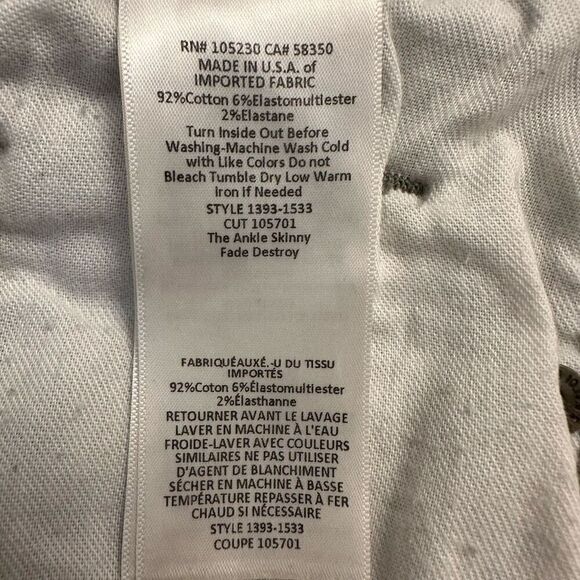 RN# 105230 CA# 58350
MADE IN U.S.A. of
IMPORTED FABRIC
92%Cotton 6%Elastomultiester
2%Elastane
Turn Inside Out Before
Washing-Machine Wash Cold
with Like Colors Do not
Bleach Tumble Dry Low Warm
Iron if Needed
STYLE 1393-1533
CUT 105701
The Ankle Skinny
Fade Destroy
FABRIQUÉAUXÉ.-U DU TISSU
IMPORTÉS
92%Coton 6%Élastomultiester
2%Élasthanne
RETOURNER AVANT LE LAVAGE
LAVER EN MACHINE À L'EAU
FROIDE-LAVER AVEC COULEURS
SIMILAIRES NE PAS UTILISER
D'AGENT DE BLANCHIMENT
SÉCHER EN MACHINE À BASSE
TEMPÉRATURE REPASSER À FER
CHAUD SI NÉCESSAIRE
STYLE 1393-1533
COUPE 105701